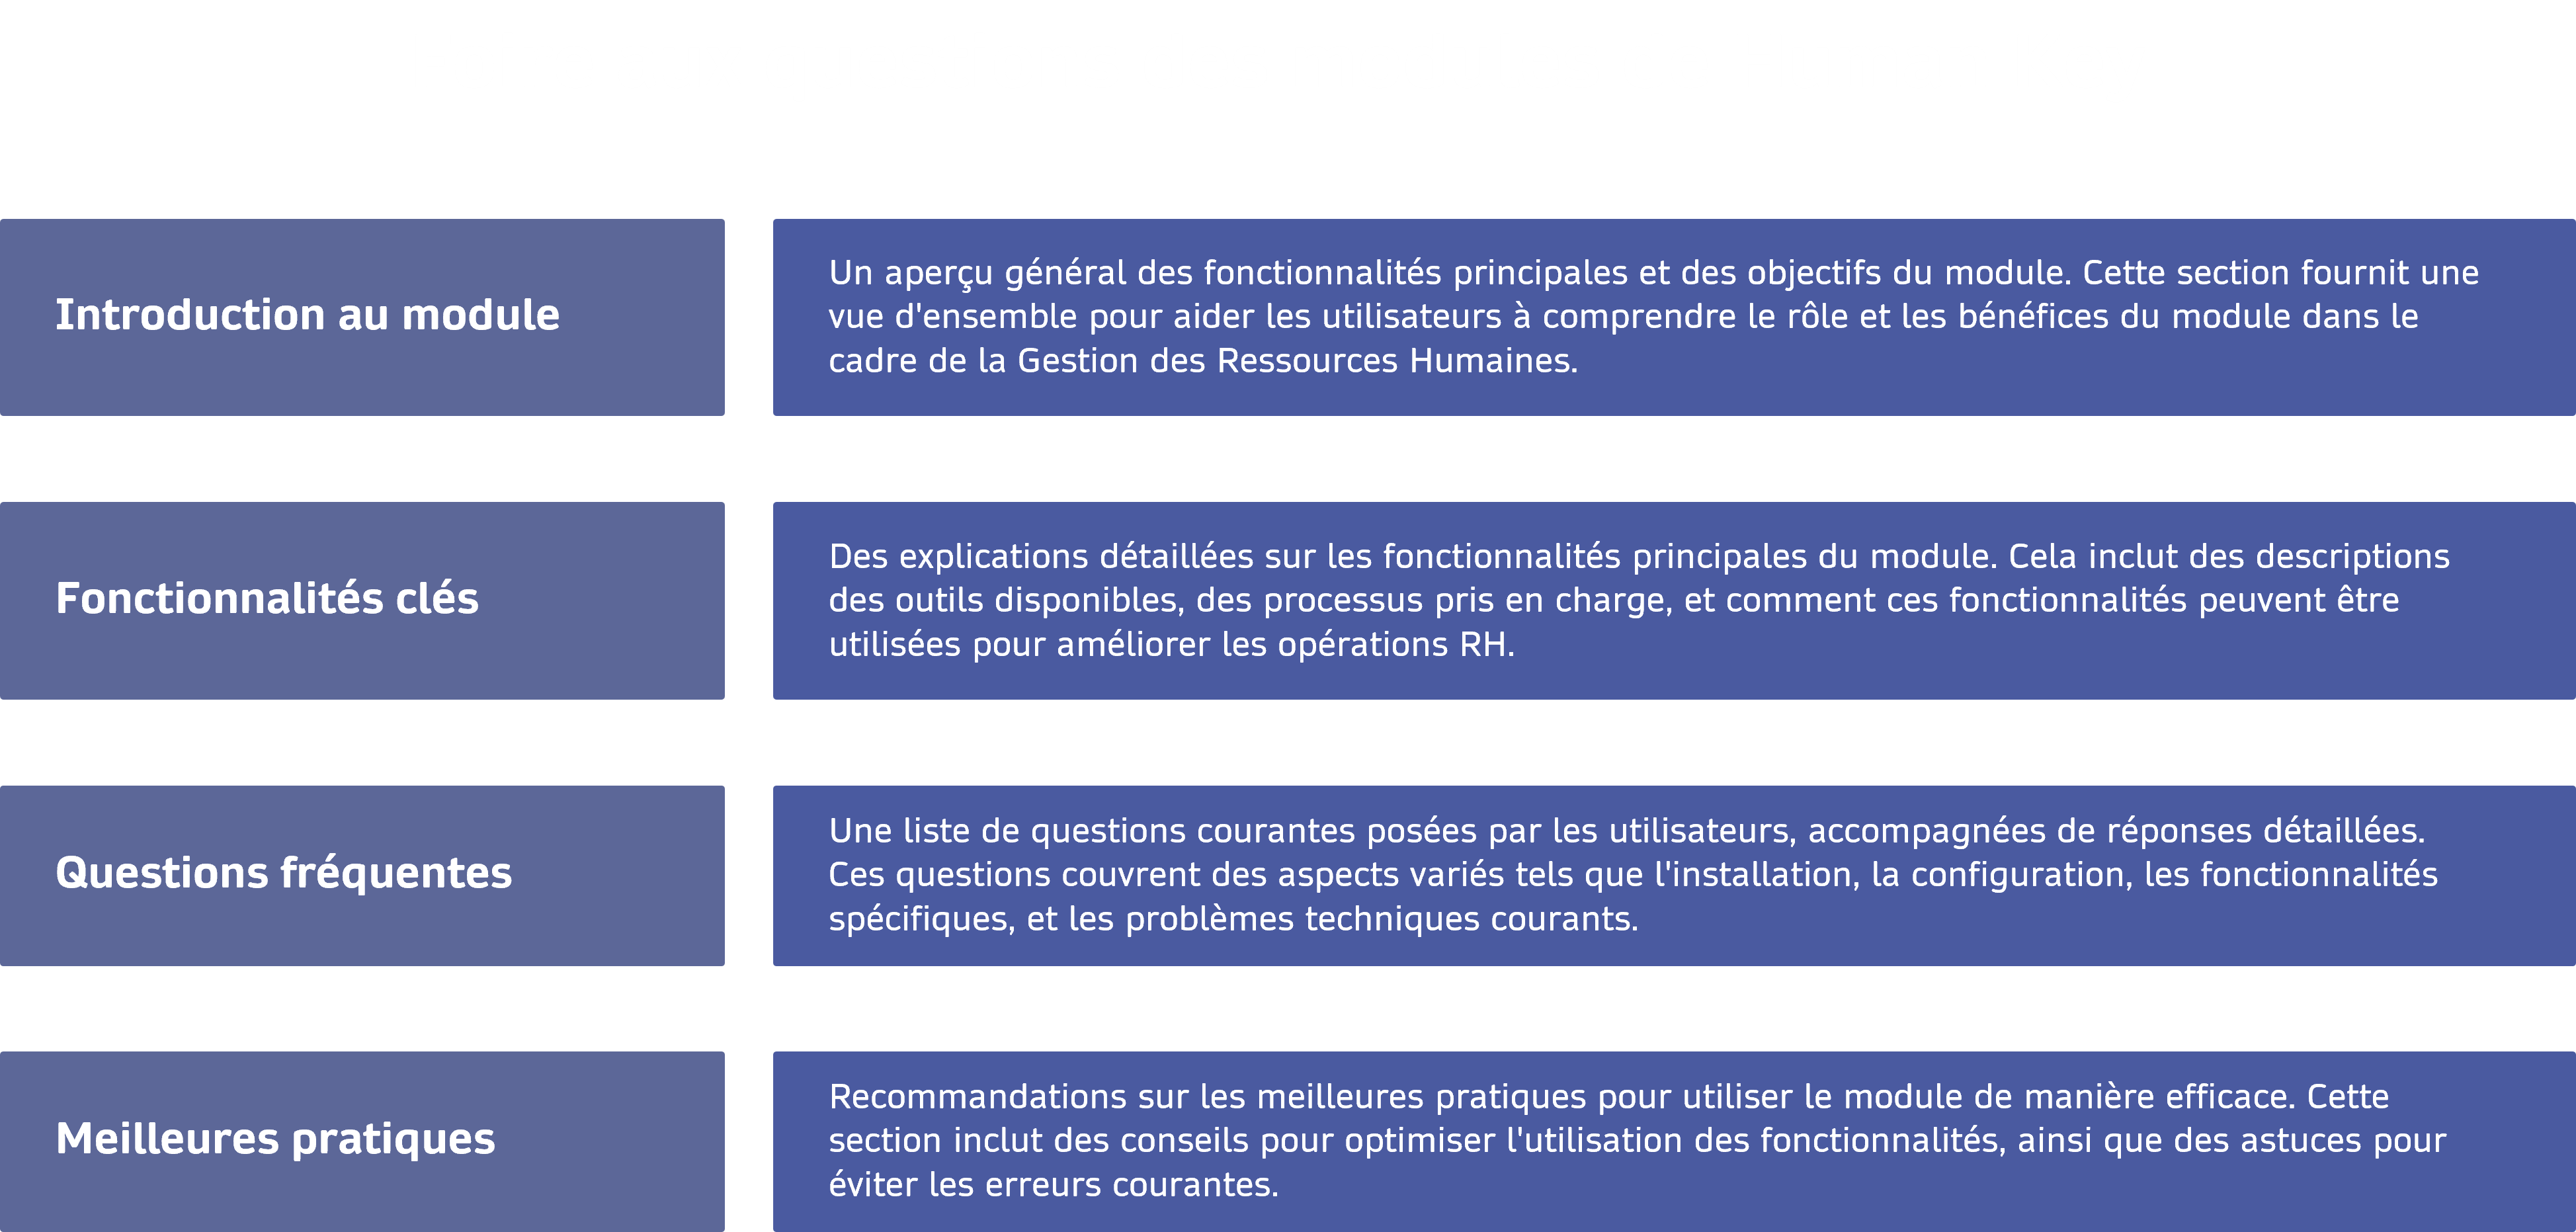 Introduction au module
Un aperçu général des fonctionnalités principales et des objectifs du module. Cette section fournit une
vue d'ensemble pour aider les utilisateurs à comprendre le rôle et les bénéfices du module dans le
cadre de la Gestion des Ressources Humaines.
Fonctionnalités clés
Des explications détaillées sur les fonctionnalités principales du module. Cela inclut des descriptions
des outils disponibles, des processus pris en charge, et comment ces fonctionnalités peuvent être
utilisées pour améliorer les opérations RH.
Questions fréquentes
Une liste de questions courantes posées par les utilisateurs, accompagnées de réponses détaillées.
Ces questions couvrent des aspects variés tels que l'installation, la configuration, les fonctionnalités
spécifiques, et les problèmes techniques courants.
Meilleures pratiques
Recommandations sur les meilleures pratiques pour utiliser le module de manière efficace. Cette
section inclut des conseils pour optimiser l'utilisation des fonctionnalités, ainsi que des astuces pour
éviter les erreurs courantes.